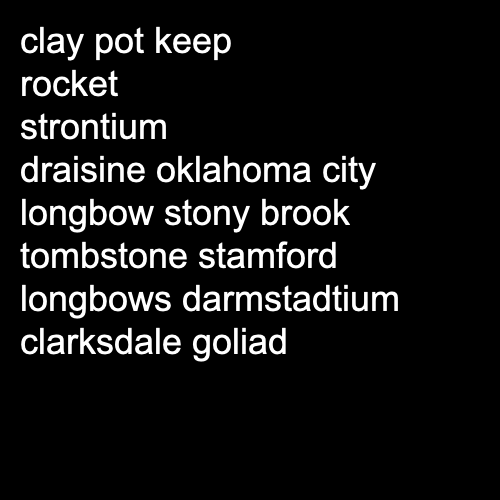 clay pot keep
rocket
strontium
draisine oklahoma city
longbow stony brook
tombstone stamford
longbows darmstadtium
clarksdale goliad